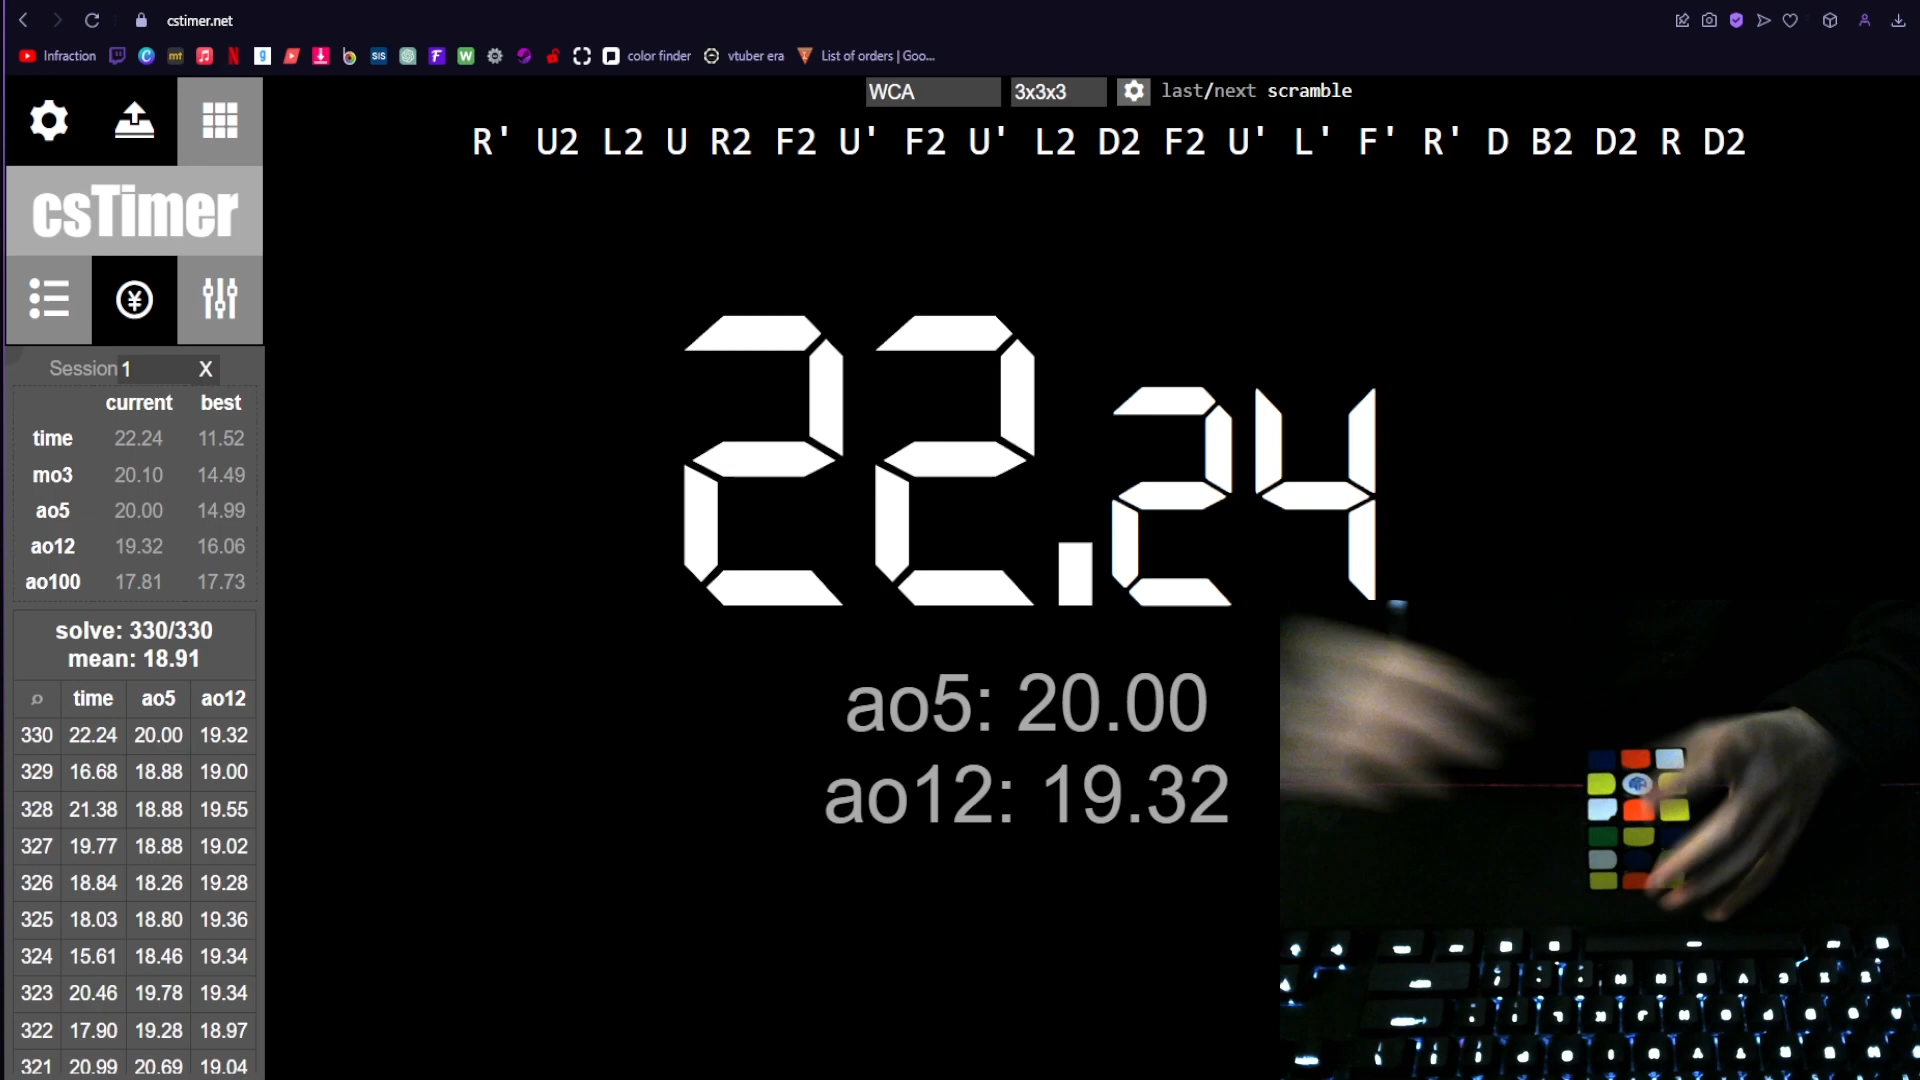 cstimer.net
Infraction
mt
g
SIS
F
W
color finder
vtuber era
List of orders | Goo...
WCA 3x3x3 last/next scramble
R' U2 L2 U R2 F2 U' F2 U' L2 D2 F2 U' L' F' R' D B2 D2 R D2
csTimer
Session 1 X
current best
time 22.24 11.52
mo3 20.10 14.49
ao5 20.00 14.99
ao12 19.32 16.06
ao100 17.81 17.73
solve: 330/330
mean: 18.91
time ao5 ao12
330 22.24 20.00 19.32
329 16.68 18.88 19.00
328 21.38 18.88 19.55
327 19.77 18.88 19.02
326 18.84 18.26 19.28
325 18.03 18.80 19.36
324 15.61 18.46 19.34
323 20.46 19.78 19.34
322 17.90 19.28 18.97
321 20.99 20.69 19.04
22.24
ao5: 20.00
ao12: 19.32